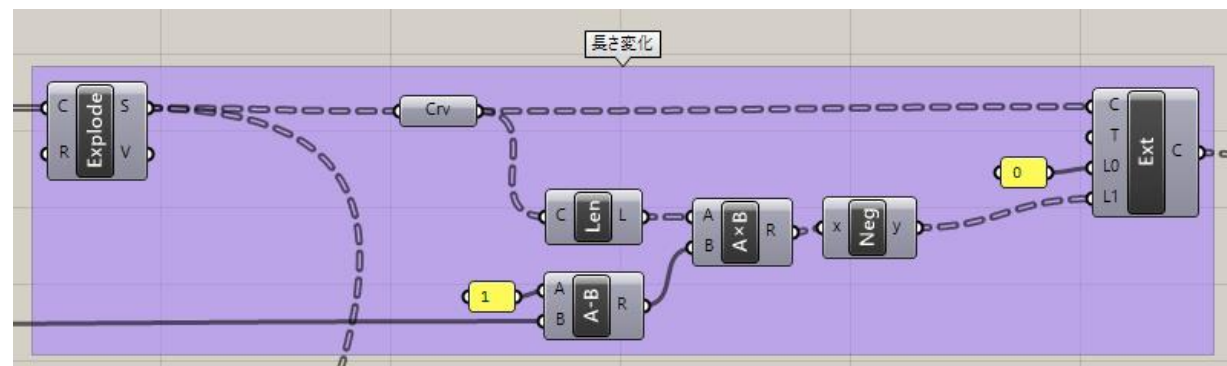 長さ変化
C
R
Explode
S
V
Crv
C
Len
L
1
A
B
A-B
R
A
B
A×B
R
x
Neg
y
0
C
T
L0
L1
Ext
C